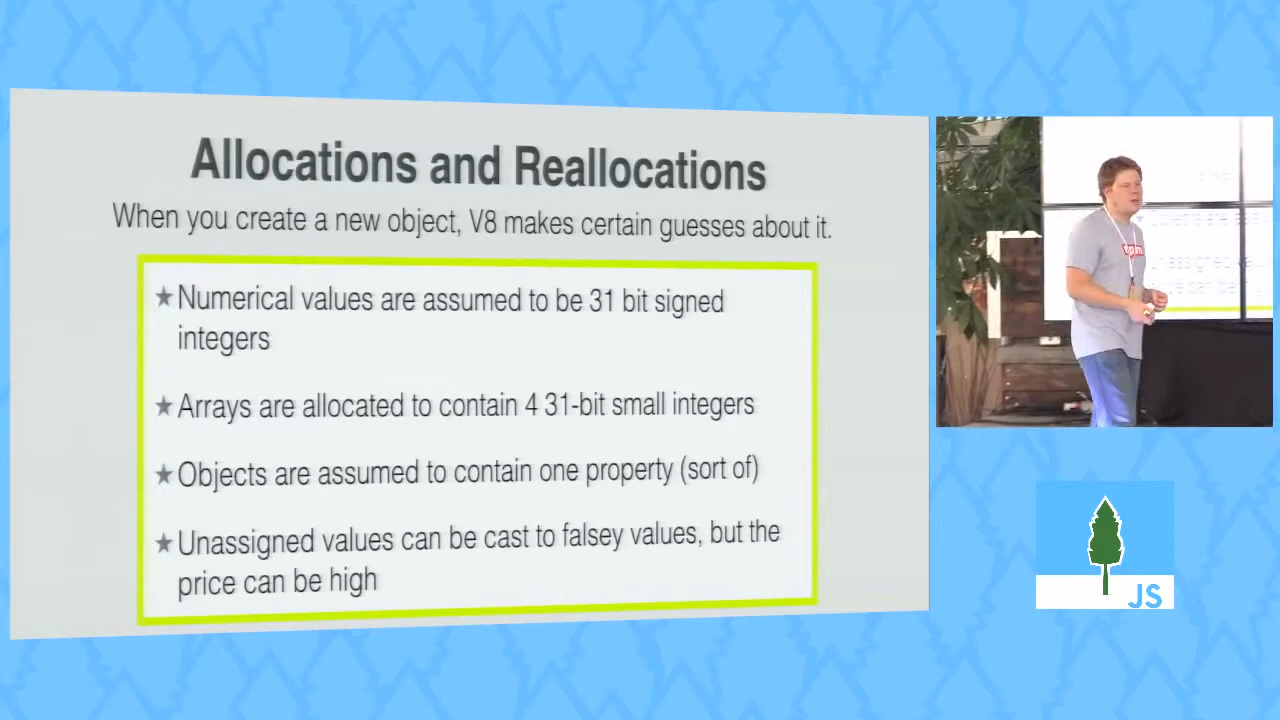 Allocations and Reallocations
When you create a new object, V8 makes certain guesses about it.
★Numerical values are assumed to be 31 bit signed
integers
★Arrays are allocated to contain 4 31-bit small integers
★Objects are assumed to contain one property (sort of)
★Unassigned values can be cast to falsey values, but the
price can be high
JS